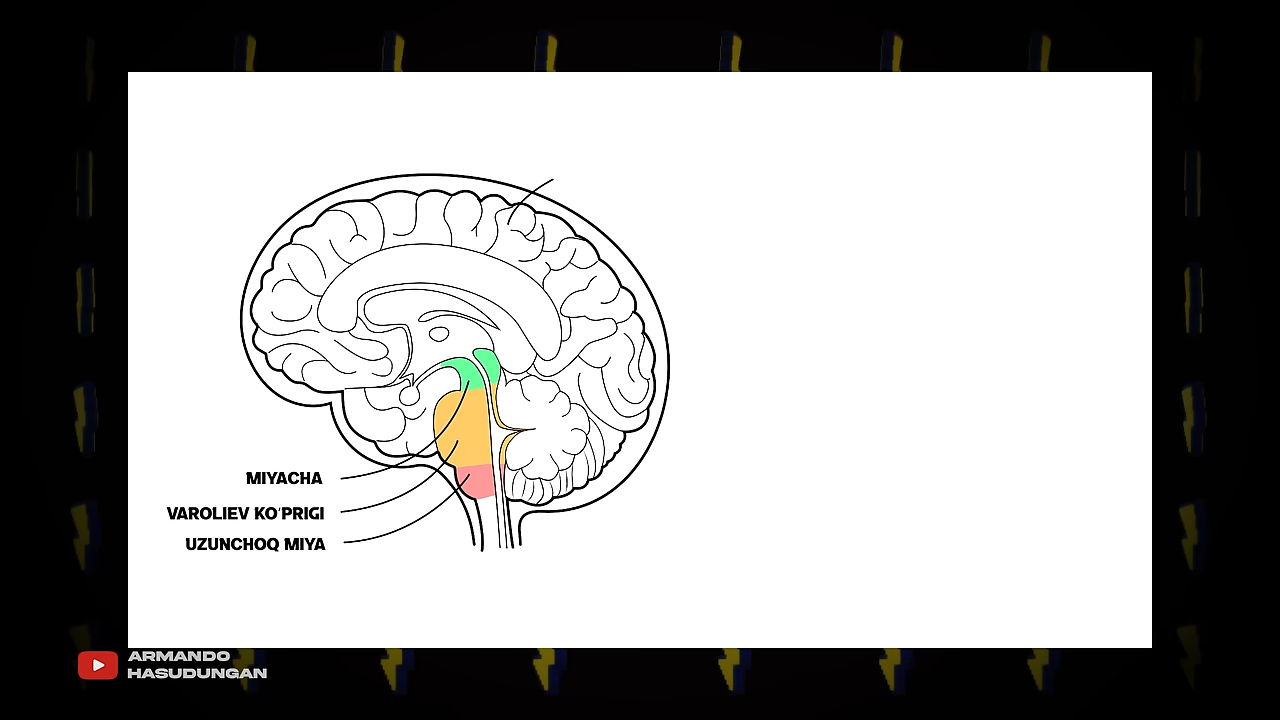 MIYACHA
VAROLIEV KO'PRIGI
UZUNCHOQ MIYA
ARMANDO
HASUDUNGAN